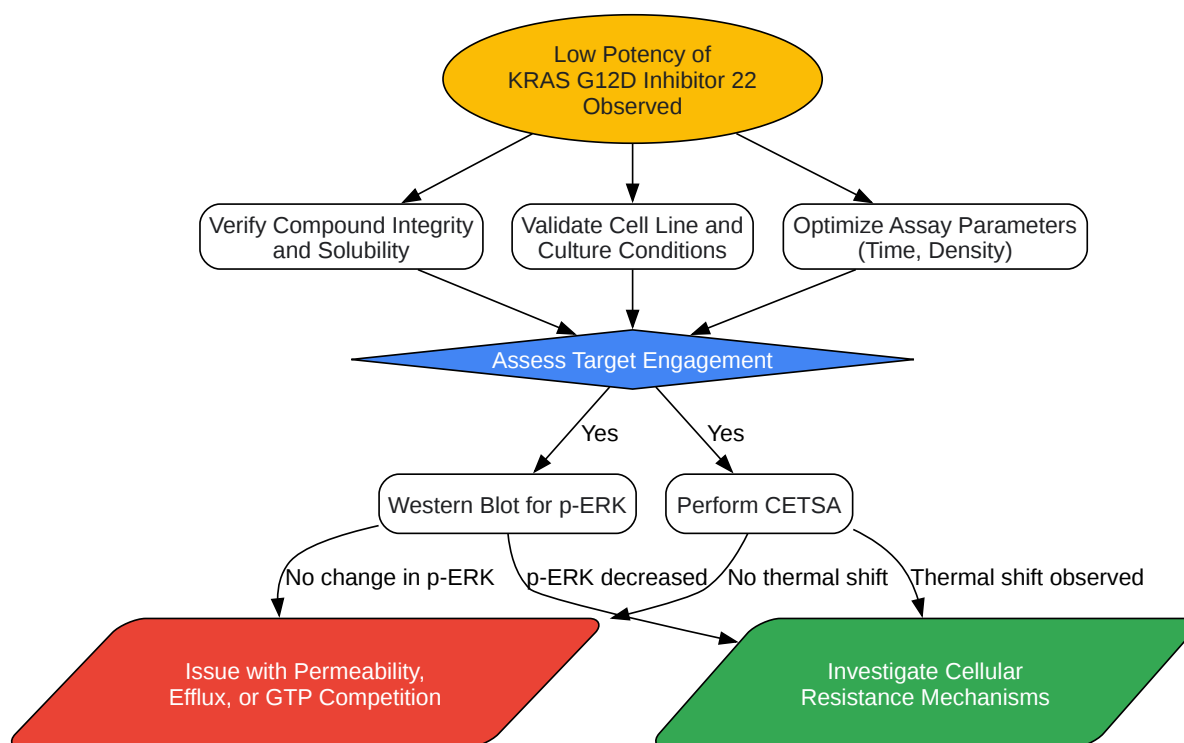 Low Potency of
KRAS G12D Inhibitor 22
Observed
Verify Compound Integrity
and Solubility
Validate Cell Line and
Culture Conditions
Optimize Assay Parameters
(Time, Density)
Assess Target Engagement
Yes
Yes
Western Blot for p-ERK
Perform CETSA
No change in p-ERK
p-ERK decreased
No thermal shift
Thermal shift observed
Issue with Permeability,
Efflux, or GTP Competition
Investigate Cellular
Resistance Mechanisms